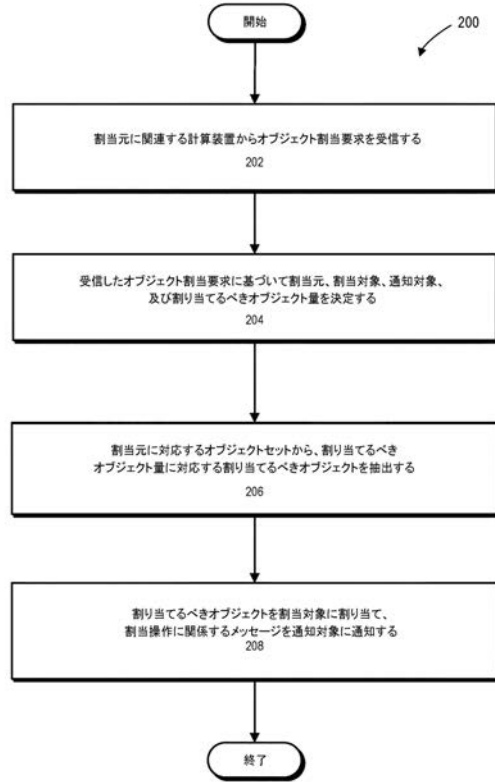 開始
200
割当元に関連する計算装置からオブジェクト割当要求を受信する
202
受信したオブジェクト割当要求に基づいて割当元、割当対象、通知対象、
及び割り当てるべきオブジェクト量を決定する
204
割当元に対応するオブジェクトセットから、割り当てるべき
オブジェクト量に対応する割り当てるべきオブジェクトを抽出する
206
割り当てるべきオブジェクトを割当対象に割り当て、
割当操作に関係するメッセージを通知対象に通知する
208
終了